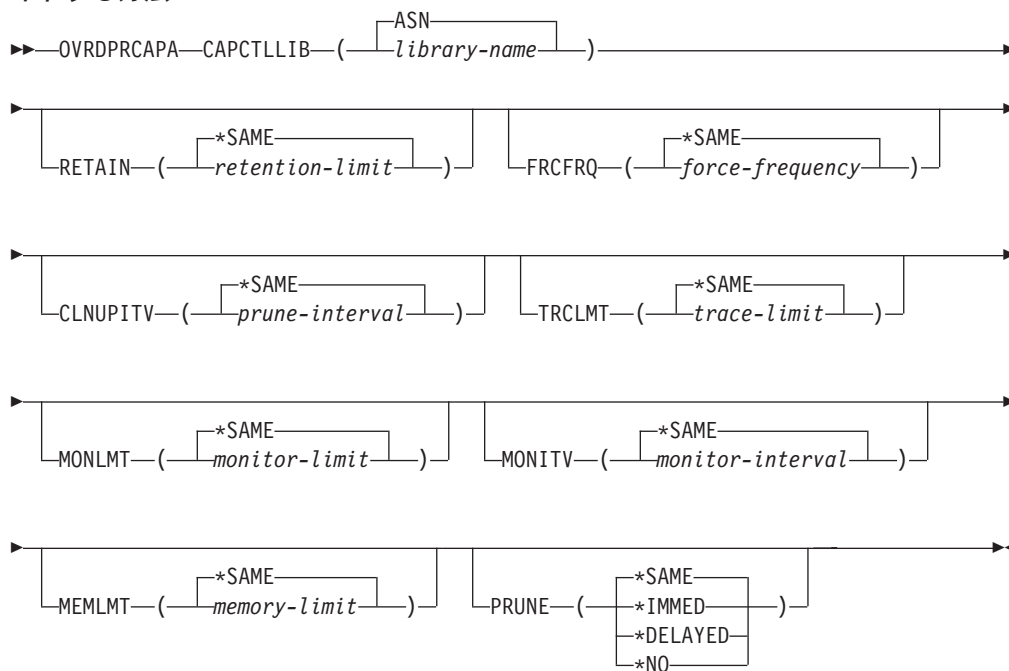 ASN
OVRDPRCAPA CAPCTLLIB ( library-name )
*SAME *SAME
RETAIN ( retention-limit ) FRCFRQ ( force-frequency )
*SAME *SAME
CLNUPITV ( prune-interval ) TRCLMT ( trace-limit )
*SAME *SAME
MONLMT ( monitor-limit ) MONITV ( monitor-interval )
*SAME *SAME
MEMLMT ( memory-limit ) PRUNE ( *IMMED )
*DELAYED
*NO